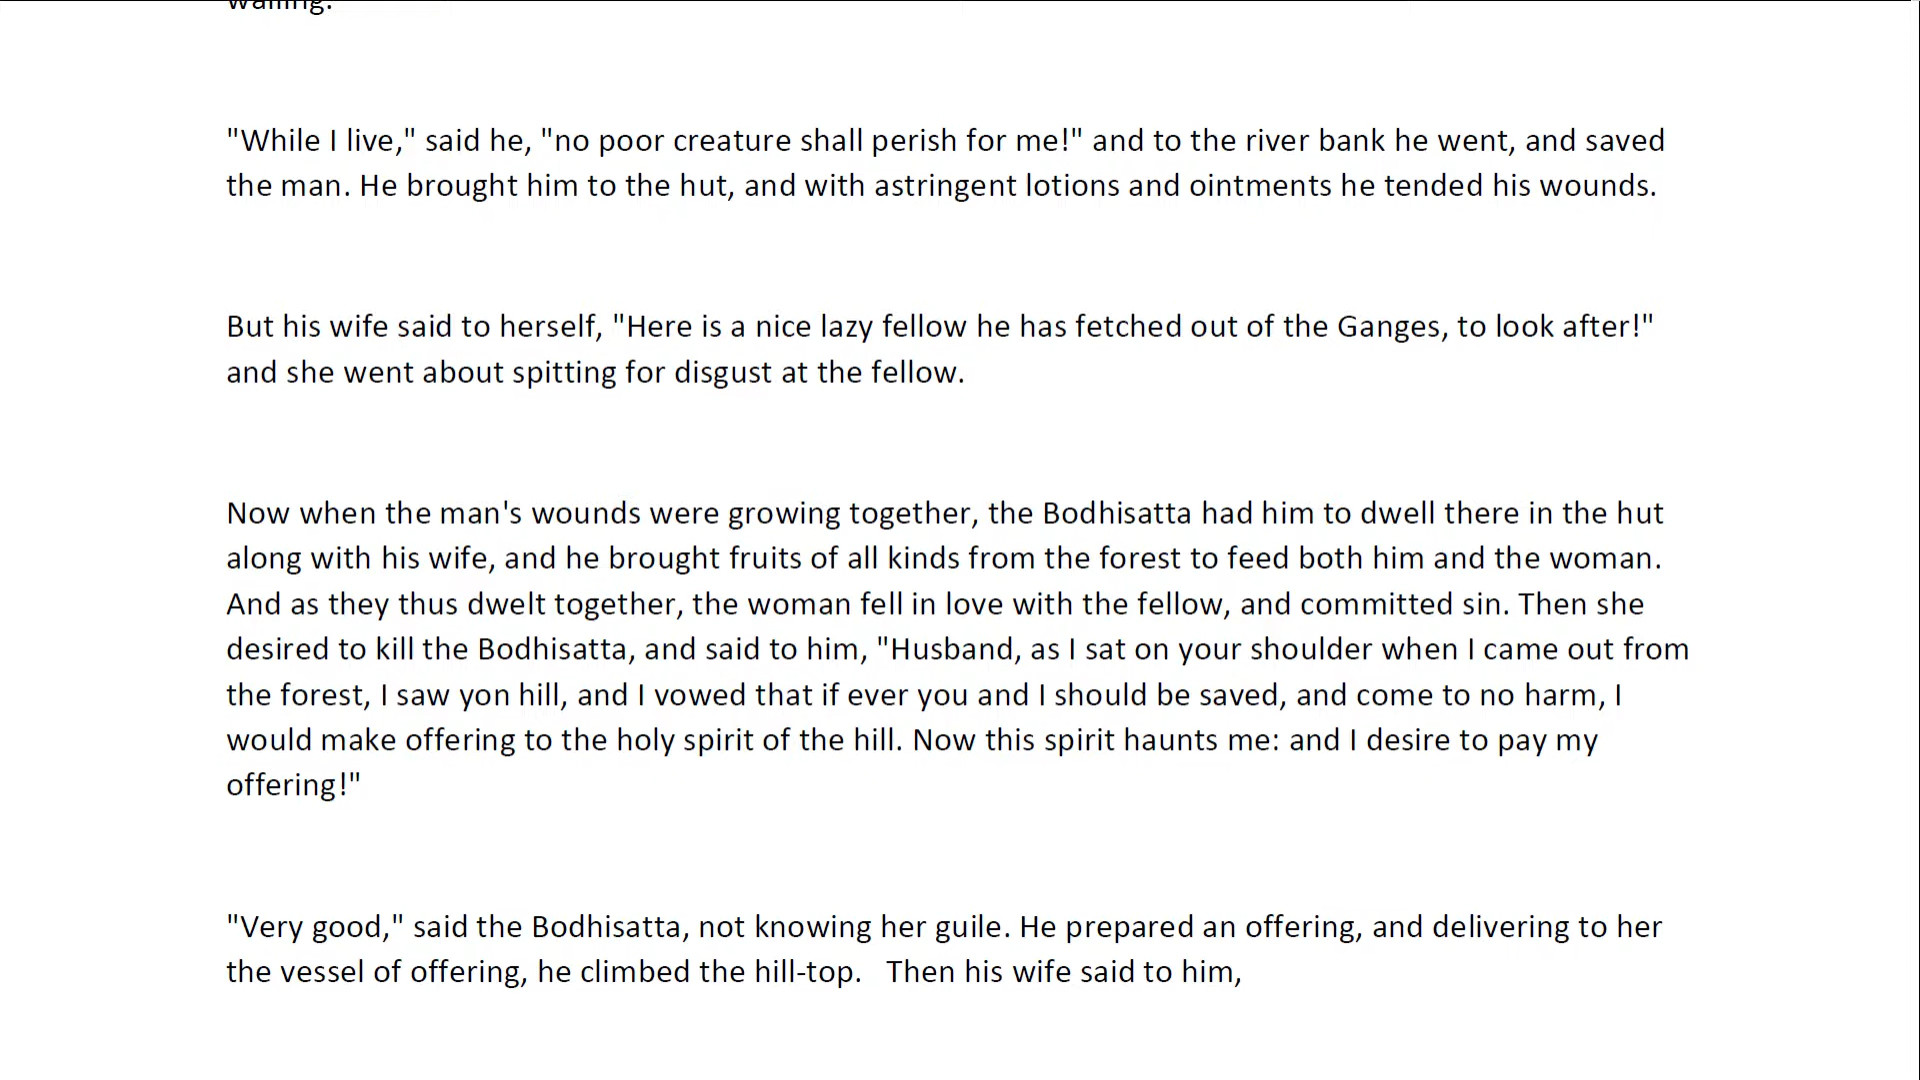 "While I live," said he, "no poor creature shall perish for me!" and to the river bank he went, and saved
the man. He brought him to the hut, and with astringent lotions and ointments he tended his wounds.
But his wife said to herself, "Here is a nice lazy fellow he has fetched out of the Ganges, to look after!"
and she went about spitting for disgust at the fellow.
Now when the man's wounds were growing together, the Bodhisatta had him to dwell there in the hut
along with his wife, and he brought fruits of all kinds from the forest to feed both him and the woman.
And as they thus dwelt together, the woman fell in love with the fellow, and committed sin. Then she
desired to kill the Bodhisatta, and said to him, "Husband, as I sat on your shoulder when I came out from
the forest, I saw yon hill, and I vowed that if ever you and I should be saved, and come to no harm, I
would make offering to the holy spirit of the hill. Now this spirit haunts me: and I desire to pay my
offering!"
"Very good," said the Bodhisatta, not knowing her guile. He prepared an offering, and delivering to her
the vessel of offering, he climbed the hill-top.   Then his wife said to him,